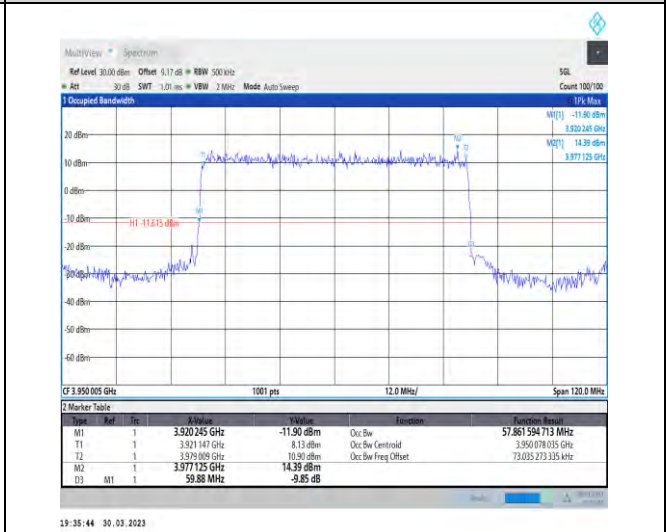 MultiView Spectrum
Ref Level 30.00 dBm Offset 9.17 dB RBW 500 kHz SGL
Att 30 dB SWT 1.01 ms VBW 2 MHz Mode Auto Sweep Count 100/100
1 Occupied Bandwidth 1Pk Max
M1[1] -11.90 dBm
3.920 245 GHz
M2[1] 14.39 dBm
3.977 125 GHz
20 dBm
10 dBm
0 dBm
-10 dBm
H1 -11.615 dBm
-20 dBm
-30 dBm
-40 dBm
-50 dBm
-60 dBm
M2
T2
T1
M1
D3
CF 3.950 005 GHz 1001 pts 12.0 MHz/ Span 120.0 MHz
2 Marker Table
Type Ref Trc X-Value Y-Value Function Function Result
M1 1 3.920 245 GHz -11.90 dBm Occ Bw 57.861 594 713 MHz
T1 1 3.921 147 GHz 8.13 dBm Occ Bw Centroid 3.950 078 035 GHz
T2 1 3.979 009 GHz 10.90 dBm Occ Bw Freq Offset 73.035 273 335 kHz
M2 1 3.977 125 GHz 14.39 dBm
D3 M1 1 59.88 MHz -9.85 dB
19:35:44 30.03.2023